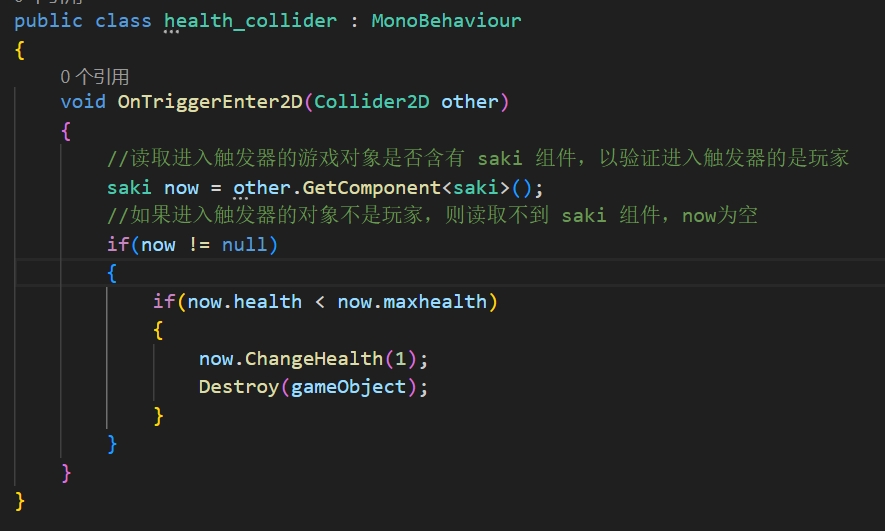 public class health_collider : MonoBehaviour
{
0 个引用
void OnTriggerEnter2D(Collider2D other)
{
//读取进入触发器的游戏对象是否含有 saki 组件，以验证进入触发器的是玩家
saki now = other.GetComponent<saki>();
//如果进入触发器的对象不是玩家，则读取不到 saki 组件，now为空
if(now != null)
{
if(now.health < now.maxhealth)
{
now.ChangeHealth(1);
Destroy(gameObject);
}
}
}
}